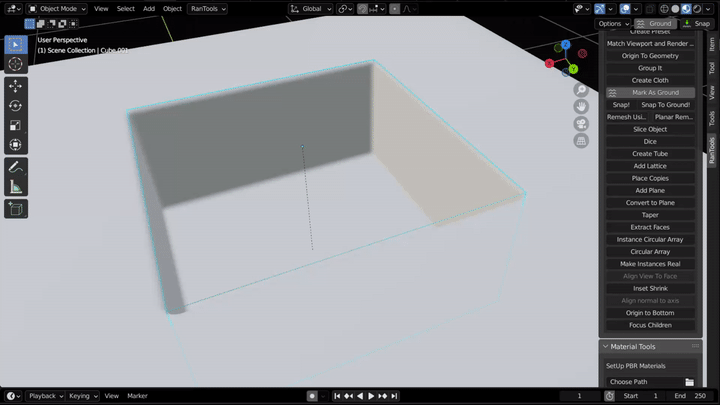 Object Mode View Select Add Object RanTools Global
Options Ground Snap
User Perspective
(1) Scene Collection | Cube.001
Create Preset
Match Viewport and Render ...
Origin To Geometry
Group It
Create Cloth
Mark As Ground
Snap! Snap To Ground!
Remesh Usi... Planar Rem...
Slice Object
Dice
Create Tube
Add Lattice
Place Copies
Add Plane
Convert to Plane
Taper
Extract Faces
Instance Circular Array
Circular Array
Make Instances Real
Align View To Face
Inset Shrink
Align normal to axis
Origin to Bottom
Focus Children
Material Tools
SetUp PBR Materials
Choose Path
Item
Tool
View
Tools
RanTools
X
Y
Z
Playback Keying View Marker 1 Start 1 End 250